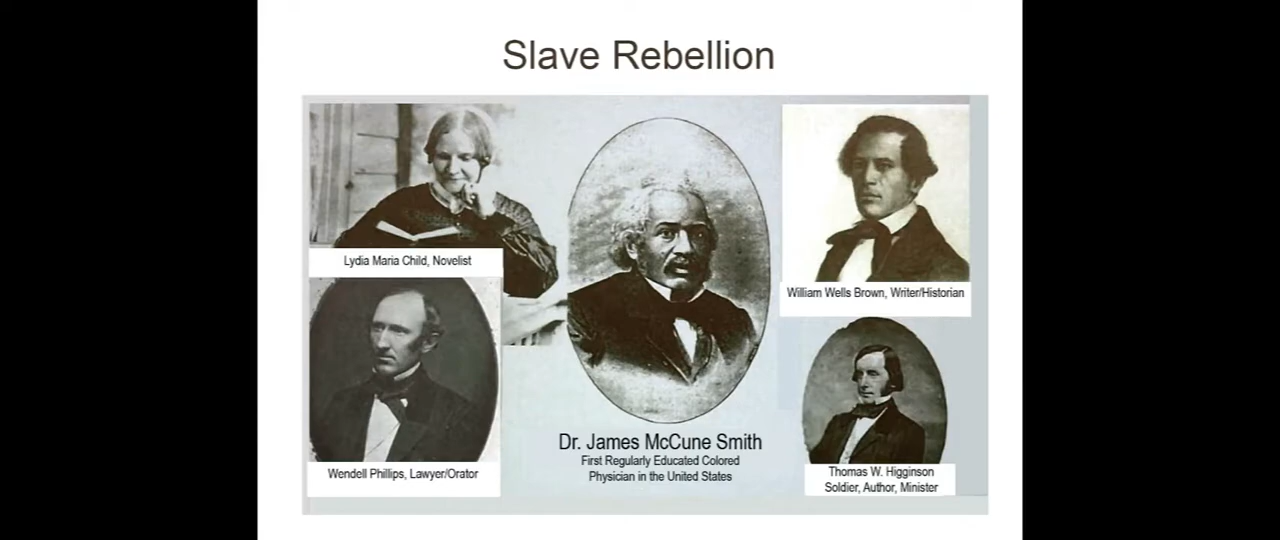 Slave Rebellion
Lydia Maria Child, Novelist
William Wells Brown, Writer/Historian
Wendell Phillips, Lawyer/Orator
Dr. James McCune Smith
First Regularly Educated Colored
Physician in the United States
Thomas W. Higginson
Soldier, Author, Minister